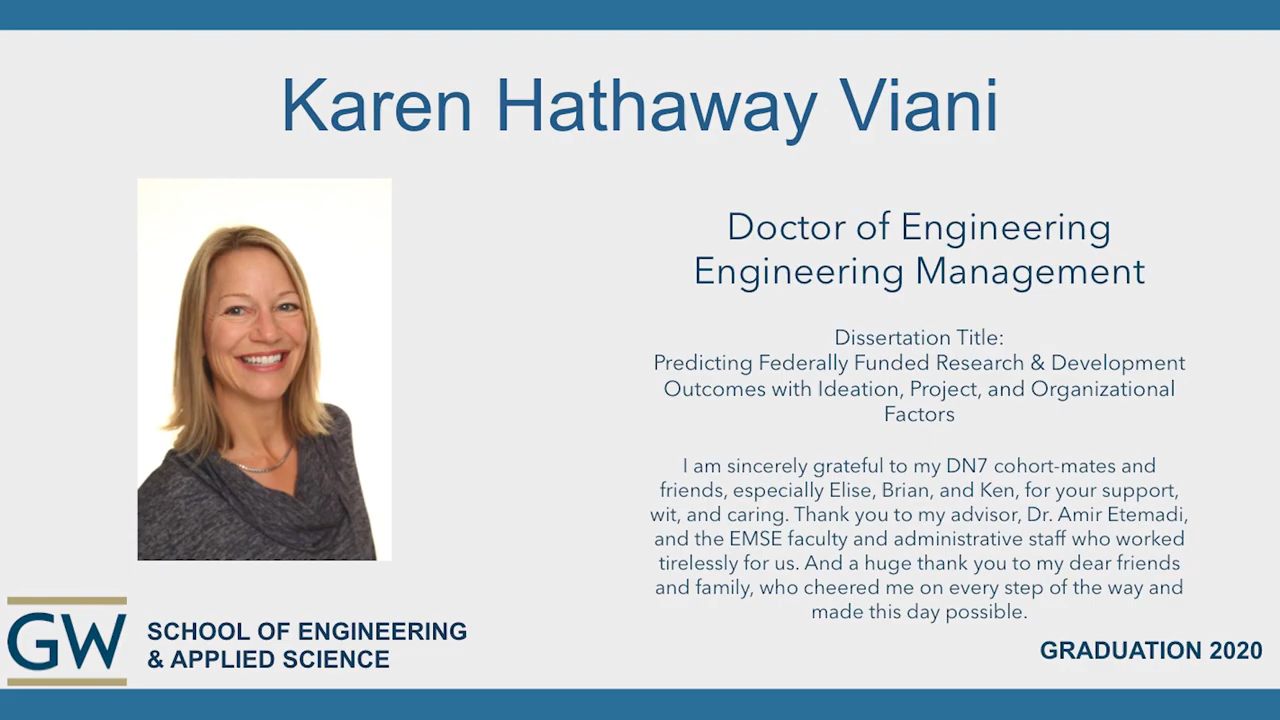 Karen Hathaway Viani
Doctor of Engineering
Engineering Management
Dissertation Title:
Predicting Federally Funded Research & Development
Outcomes with Ideation, Project, and Organizational
Factors
I am sincerely grateful to my DN7 cohort-mates and
friends, especially Elise, Brian, and Ken, for your support,
wit, and caring. Thank you to my advisor, Dr. Amir Etemadi,
and the EMSE faculty and administrative staff who worked
tirelessly for us. And a huge thank you to my dear friends
and family, who cheered me on every step of the way and
made this day possible.
GW
SCHOOL OF ENGINEERING
& APPLIED SCIENCE
GRADUATION 2020